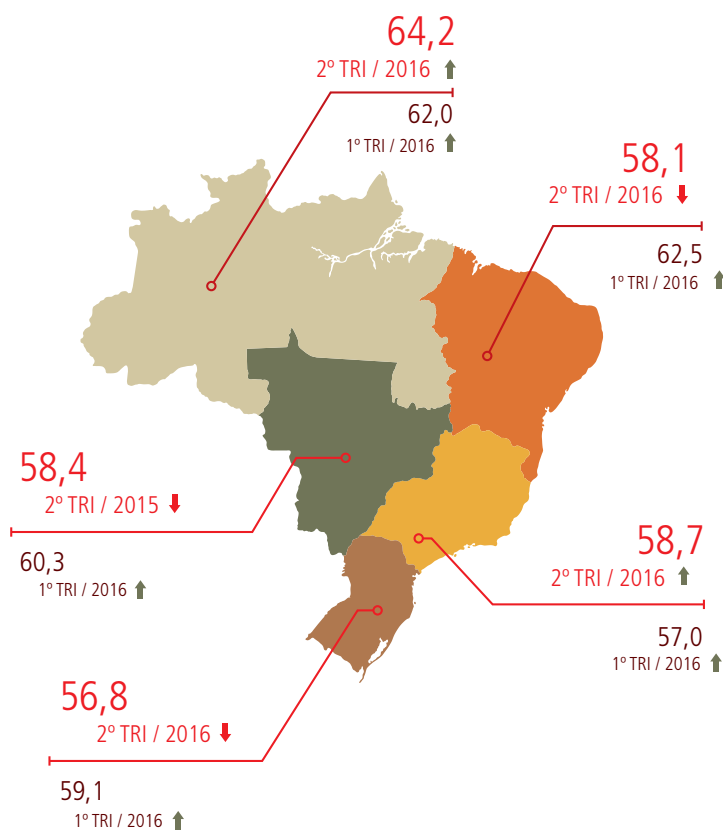 64,2
2º TRI / 2016
62,0
1º TRI / 2016
58,1
2º TRI / 2016
62,5
1º TRI / 2016
58,4
2º TRI / 2015
60,3
1º TRI / 2016
58,7
2º TRI / 2016
57,0
1º TRI / 2016
56,8
2º TRI / 2016
59,1
1º TRI / 2016